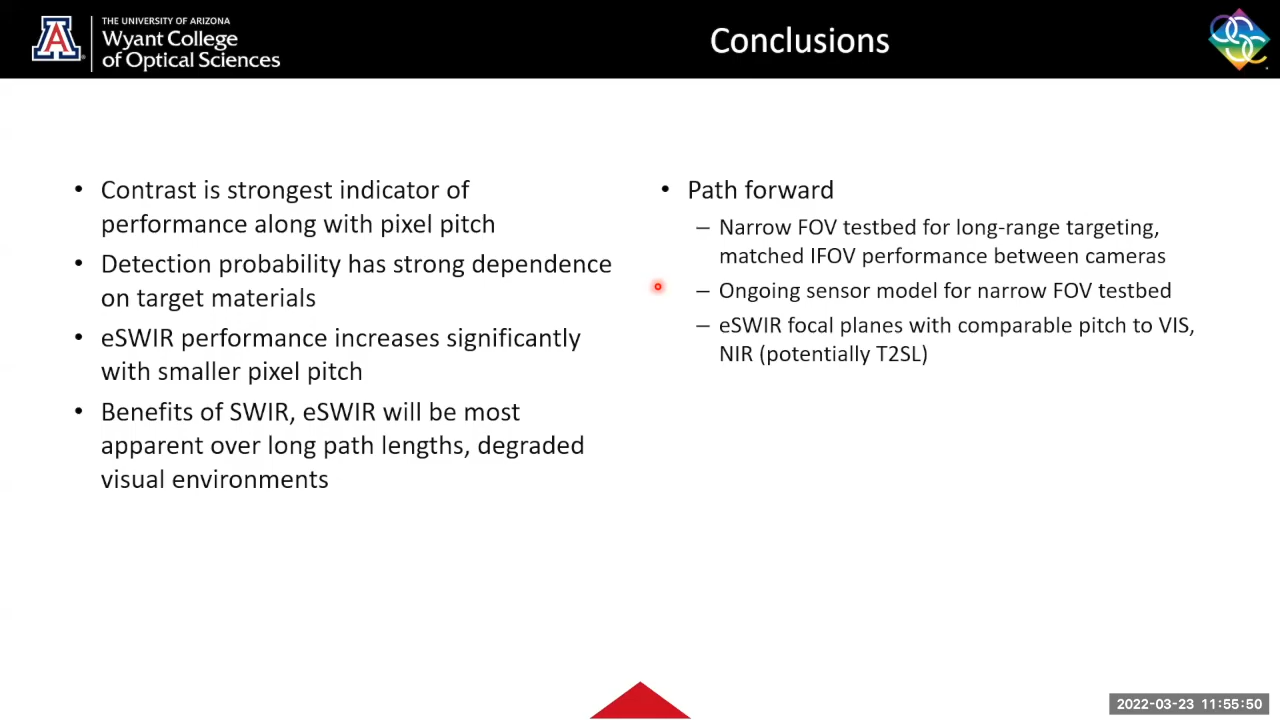 THE UNIVERSITY OF ARIZONA
Wyant College
of Optical Sciences
Conclusions
• Contrast is strongest indicator of
performance along with pixel pitch
• Detection probability has strong dependence
on target materials
• eSWIR performance increases significantly
with smaller pixel pitch
• Benefits of SWIR, eSWIR will be most
apparent over long path lengths, degraded
visual environments
• Path forward
– Narrow FOV testbed for long-range targeting,
matched IFOV performance between cameras
– Ongoing sensor model for narrow FOV testbed
– eSWIR focal planes with comparable pitch to VIS,
NIR (potentially T2SL)
2022-03-23 11:55:50